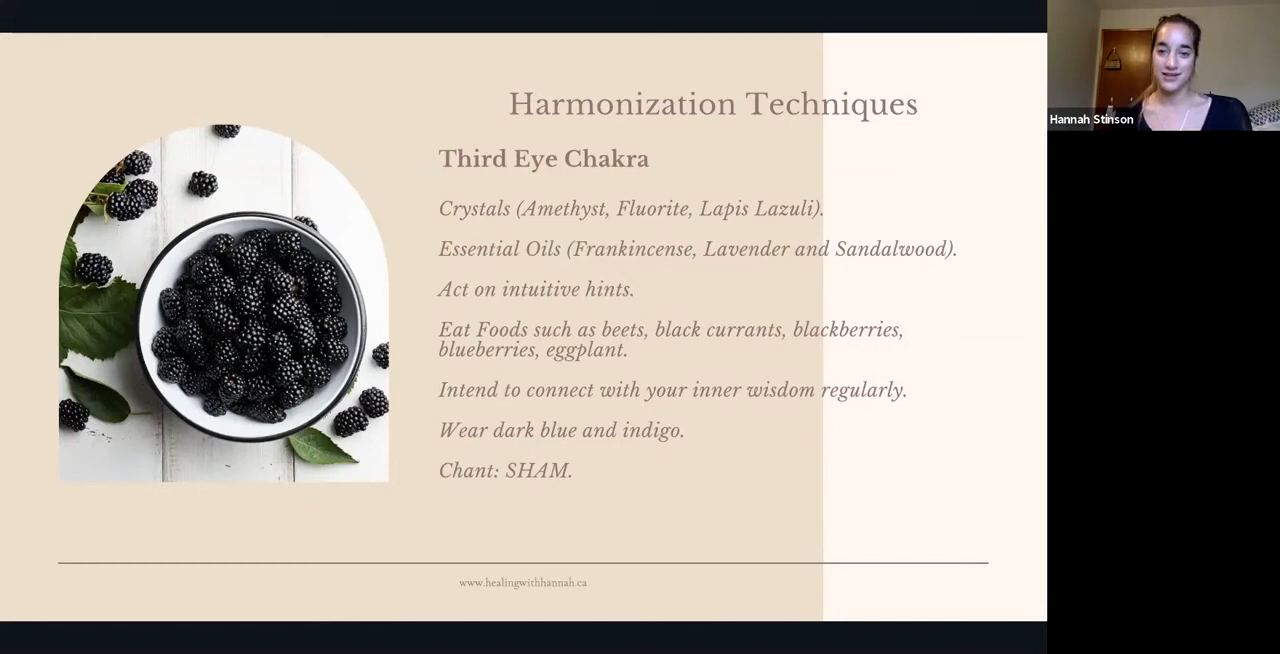 Harmonization Techniques
Third Eye Chakra
Crystals (Amethyst, Fluorite, Lapis Lazuli).
Essential Oils (Frankincense, Lavender and Sandalwood).
Act on intuitive hints.
Eat Foods such as beets, black currants, blackberries,
blueberries, eggplant.
Intend to connect with your inner wisdom regularly.
Wear dark blue and indigo.
Chant: SHAM.
www.healingwithhannah.ca
Hannah Stinson